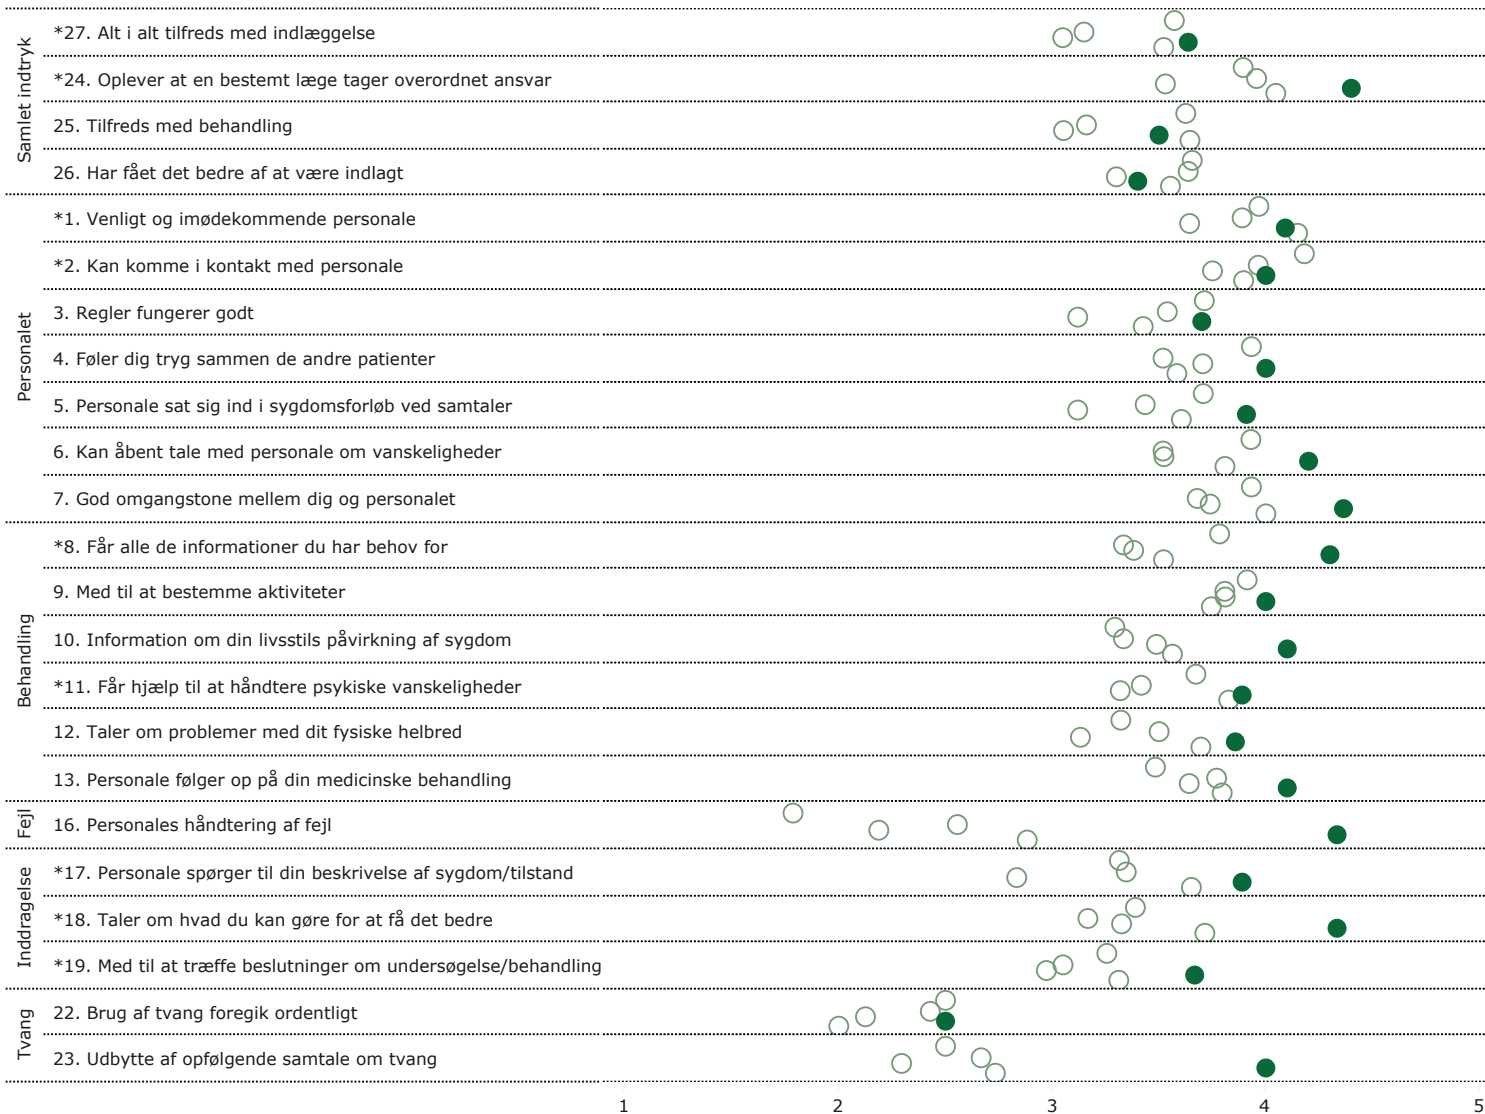 Samlet indtryk
*27. Alt i alt tilfreds med indlæggelse
*24. Oplever at en bestemt læge tager overordnet ansvar
25. Tilfreds med behandling
26. Har fået det bedre af at være indlagt
Personalet
*1. Venligt og imødekommende personale
*2. Kan komme i kontakt med personale
3. Regler fungerer godt
4. Føler dig tryg sammen de andre patienter
5. Personale sat sig ind i sygdomsforløb ved samtaler
6. Kan åbent tale med personale om vanskeligheder
7. God omgangstone mellem dig og personalet
Behandling
*8. Får alle de informationer du har behov for
9. Med til at bestemme aktiviteter
10. Information om din livsstils påvirkning af sygdom
*11. Får hjælp til at håndtere psykiske vanskeligheder
12. Taler om problemer med dit fysiske helbred
13. Personale følger op på din medicinske behandling
Fejl
16. Personales håndtering af fejl
Inddragelse
*17. Personale spørger til din beskrivelse af sygdom/tilstand
*18. Taler om hvad du kan gøre for at få det bedre
*19. Med til at træffe beslutninger om undersøgelse/behandling
Tvang
22. Brug af tvang foregik ordentligt
23. Udbytte af opfølgende samtale om tvang
1 2 3 4 5